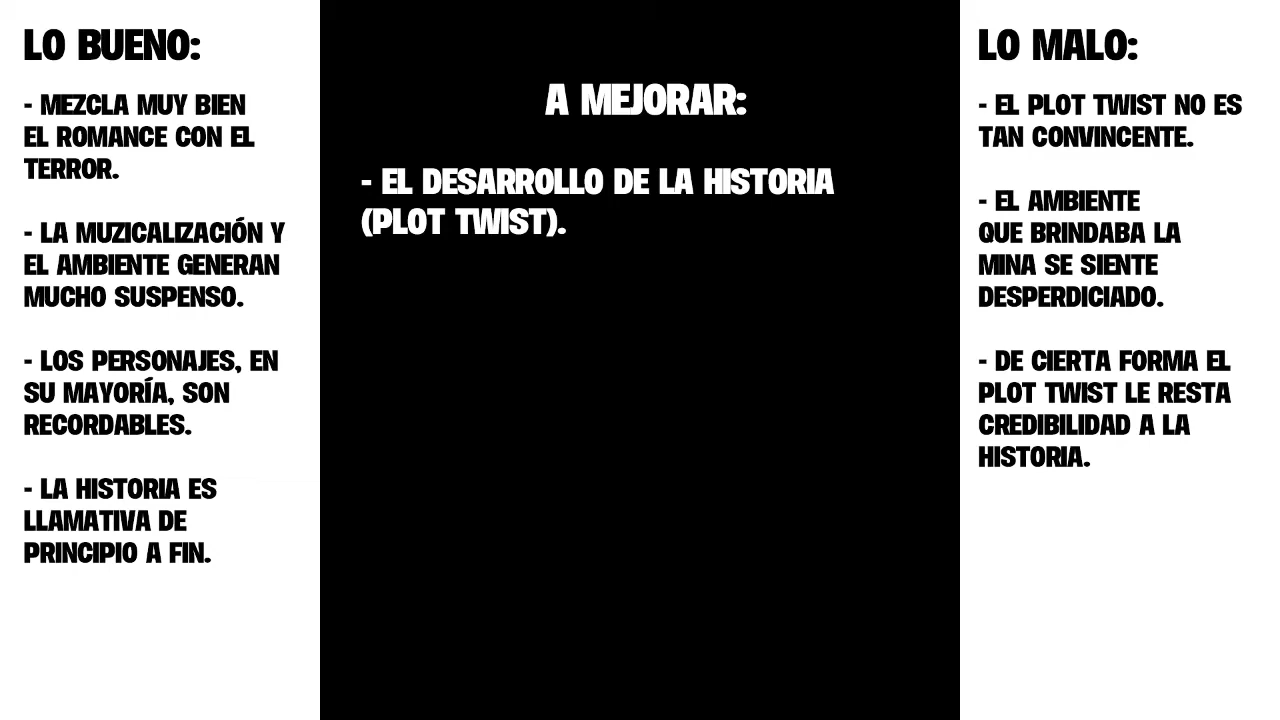 LO BUENO:
- MEZCLA MUY BIEN
EL ROMANCE CON EL
TERROR.
- LA MUZICALIZACIÓN Y
EL AMBIENTE GENERAN
MUCHO SUSPENSO.
- LOS PERSONAJES, EN
SU MAYORÍA, SON
RECORDABLES.
- LA HISTORIA ES
LLAMATIVA DE
PRINCIPIO A FIN.
A MEJORAR:
- EL DESARROLLO DE LA HISTORIA
(PLOT TWIST).
LO MALO:
- EL PLOT TWIST NO ES
TAN CONVINCENTE.
- EL AMBIENTE
QUE BRINDABA LA
MINA SE SIENTE
DESPERDICIADO.
- DE CIERTA FORMA EL
PLOT TWIST LE RESTA
CREDIBILIDAD A LA
HISTORIA.